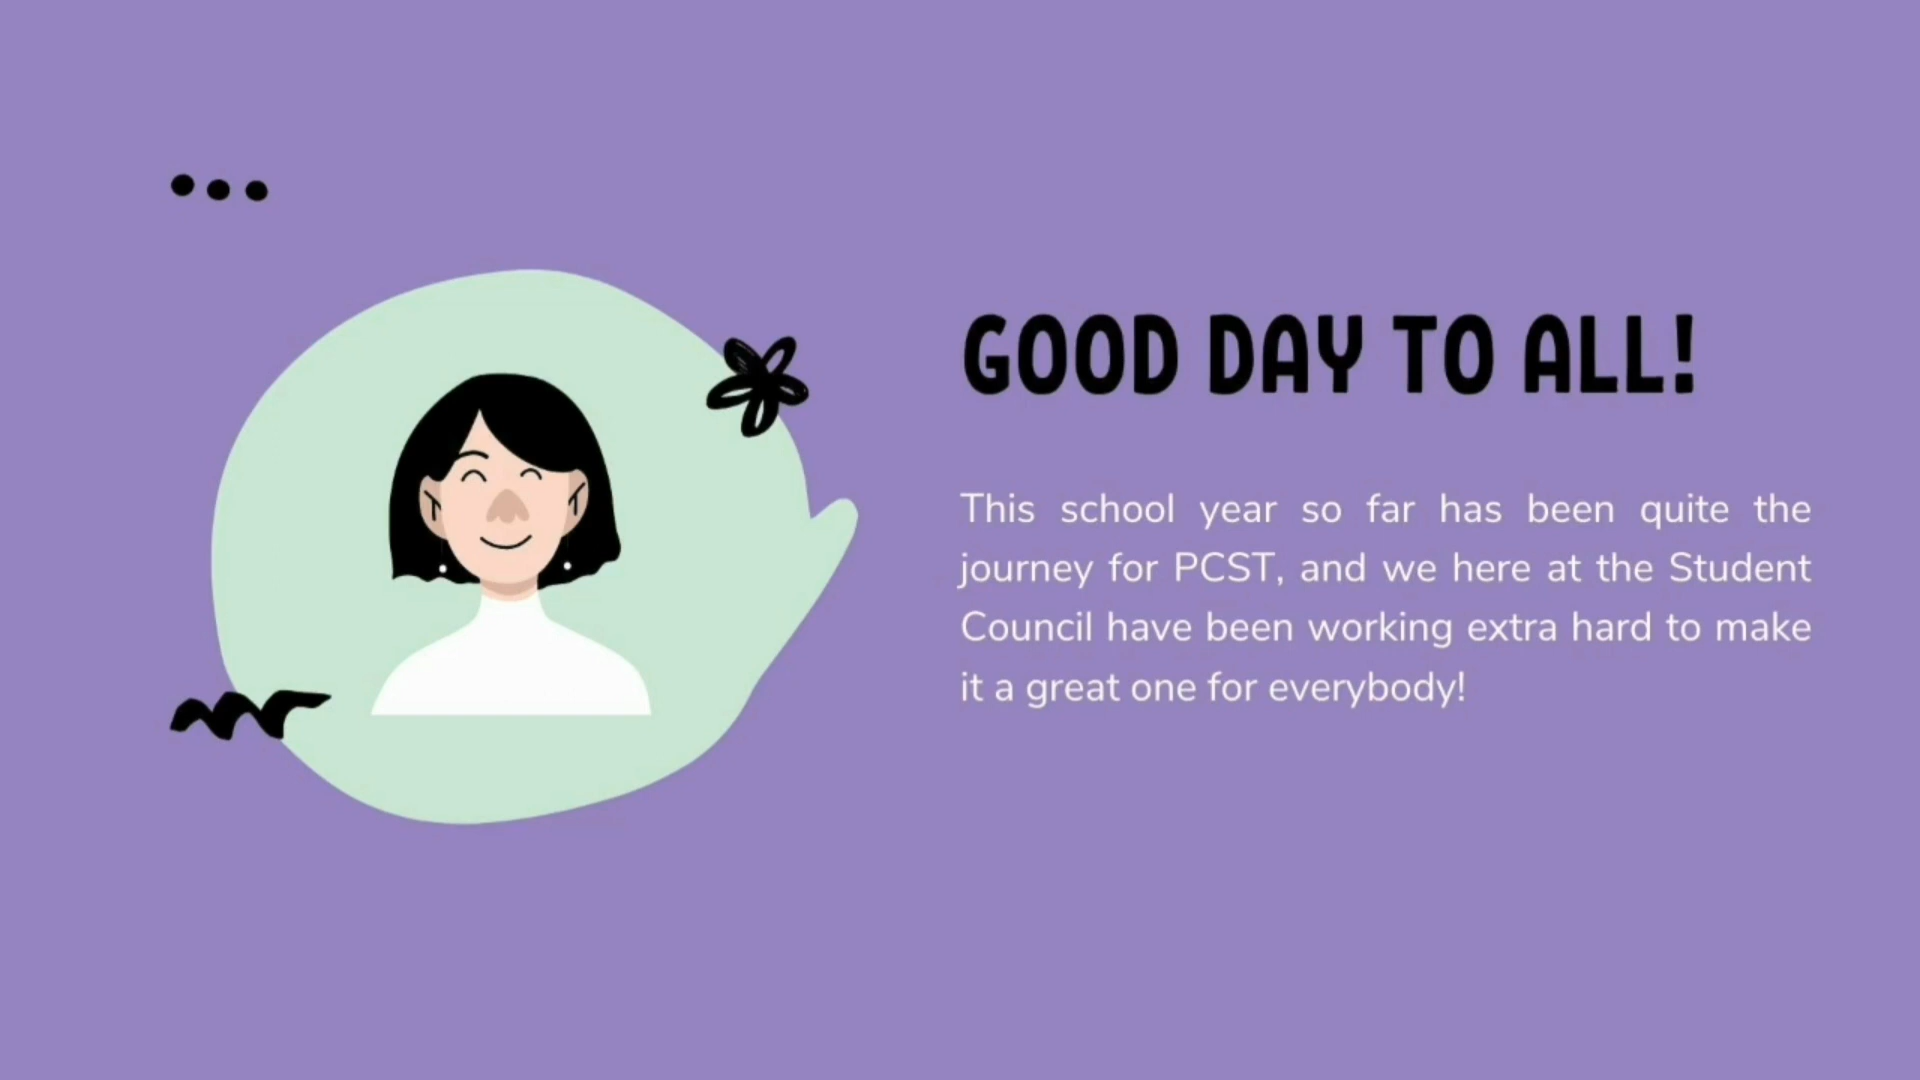 GOOD DAY TO ALL!
This school year so far has been quite the
journey for PCST, and we here at the Student
Council have been working extra hard to make
it a great one for everybody!